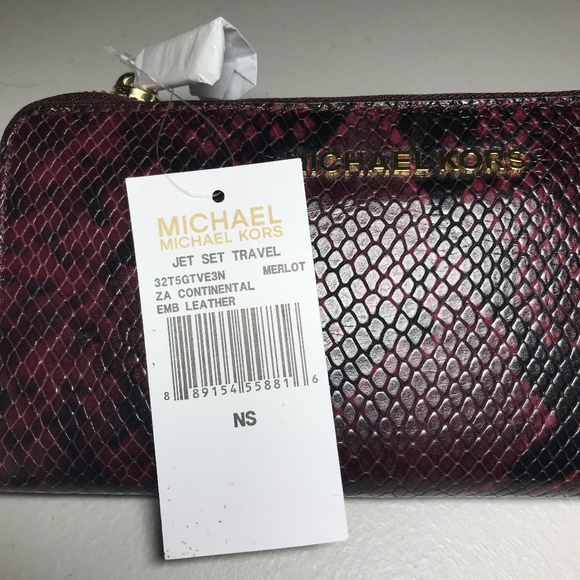 MICHAEL KORS
MICHAEL
MICHAEL KORS
JET SET TRAVEL
32T5GTVE3N MERLOT
ZA CONTINENTAL
EMB LEATHER
8 89154 55881 6
NS